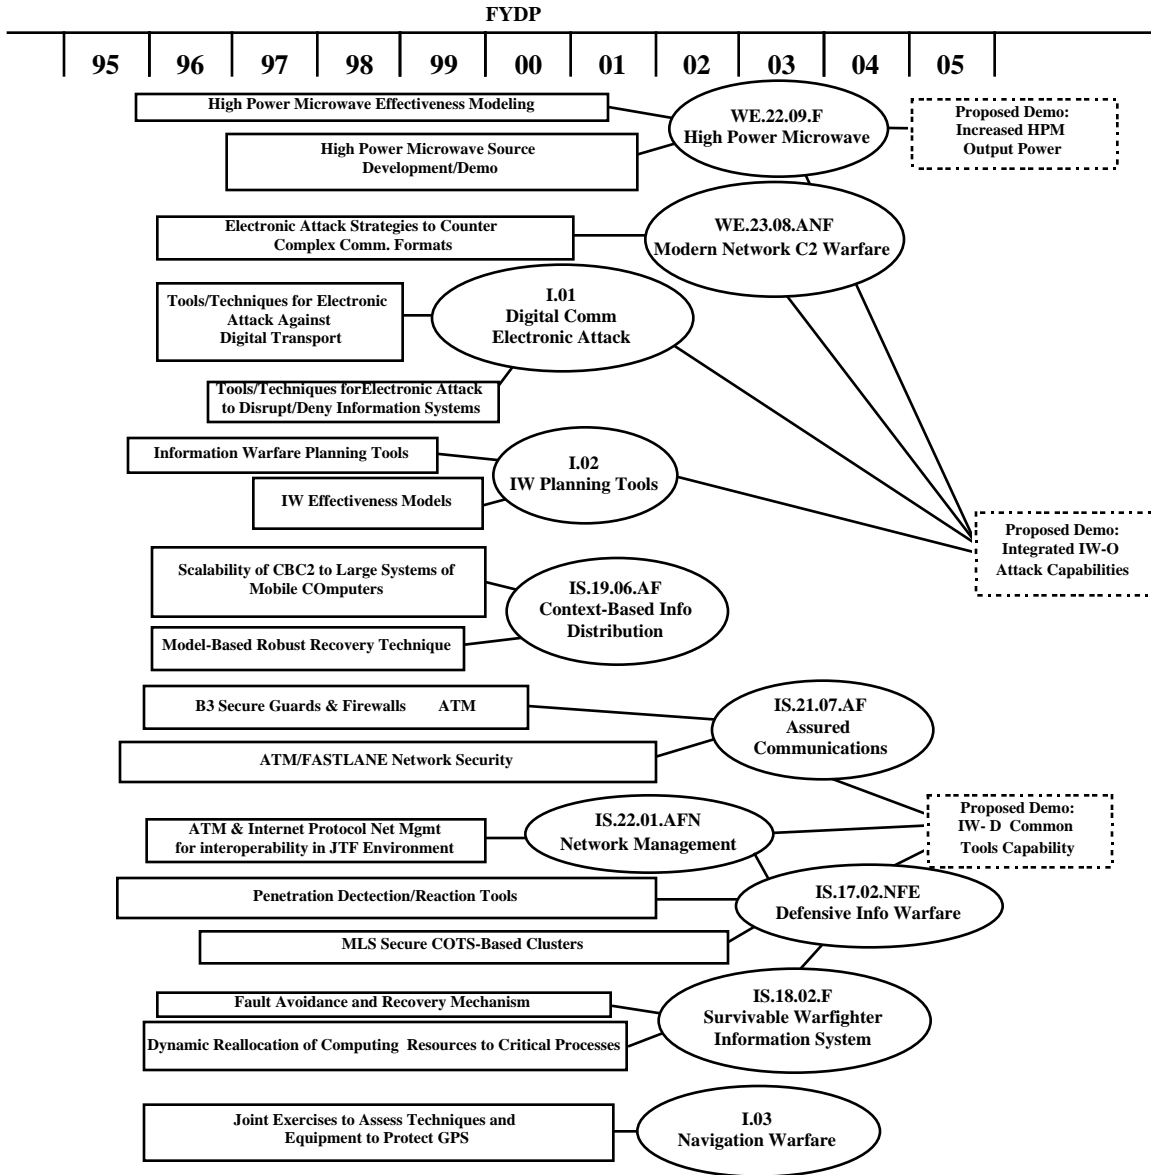 FYDP
95 96 97 98 99 00 01 02 03 04 05
High Power Microwave Effectiveness Modeling
High Power Microwave Source
Development/Demo
WE.22.09.F
High Power Microwave
Proposed Demo:
Increased HPM
Output Power
Electronic Attack Strategies to Counter
Complex Comm. Formats
WE.23.08.ANF
Modern Network C2 Warfare
Tools/Techniques for Electronic
Attack Against
Digital Transport
I.01
Digital Comm
Electronic Attack
Tools/Techniques forElectronic Attack
to Disrupt/Deny Information Systems
Information Warfare Planning Tools
IW Effectiveness Models
I.02
IW Planning Tools
Proposed Demo:
Integrated IW-O
Attack Capabilities
Scalability of CBC2 to Large Systems of
Mobile COmputers
Model-Based Robust Recovery Technique
IS.19.06.AF
Context-Based Info
Distribution
B3 Secure Guards & Firewalls ATM
ATM/FASTLANE Network Security
IS.21.07.AF
Assured
Communications
ATM & Internet Protocol Net Mgmt
for interoperability in JTF Environment
IS.22.01.AFN
Network Management
Proposed Demo:
IW- D Common
Tools Capability
Penetration Dectection/Reaction Tools
MLS Secure COTS-Based Clusters
IS.17.02.NFE
Defensive Info Warfare
Fault Avoidance and Recovery Mechanism
Dynamic Reallocation of Computing Resources to Critical Processes
IS.18.02.F
Survivable Warfighter
Information System
Joint Exercises to Assess Techniques and
Equipment to Protect GPS
I.03
Navigation Warfare